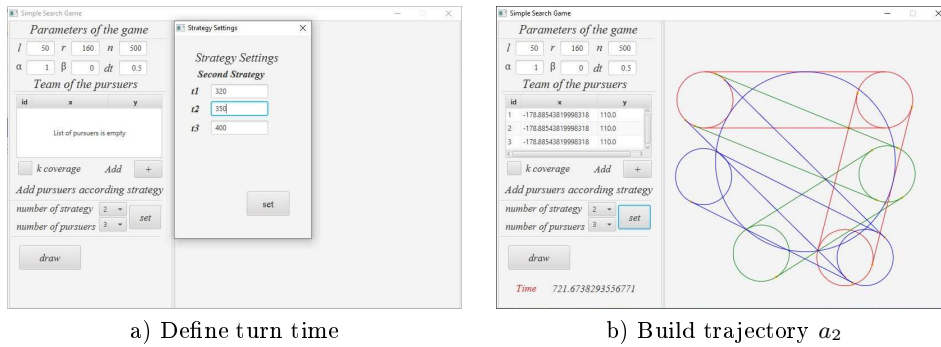 Simple Search Game
Parameters of the game
l 50 r 160 n 500
α 1 β 0 dt 0.5
Team of the pursuers
id x y
List of pursuers is empty
k coverage Add +
Add pursuers according strategy
number of strategy 2
number of pursuers 3
set
draw
Strategy Settings
Strategy Settings
Second Strategy
t1 320
t2 350
t3 400
set
a) Define turn time
Simple Search Game
Parameters of the game
l 50 r 160 n 500
α 1 β 0 dt 0.5
Team of the pursuers
id x y
1 -178.88543819998318 110.0
2 -178.88543819998318 110.0
3 -178.88543819998318 110.0
k coverage Add +
Add pursuers according strategy
number of strategy 2
number of pursuers 3
set
draw
Time 721.6738293556771
b) Build trajectory a₂